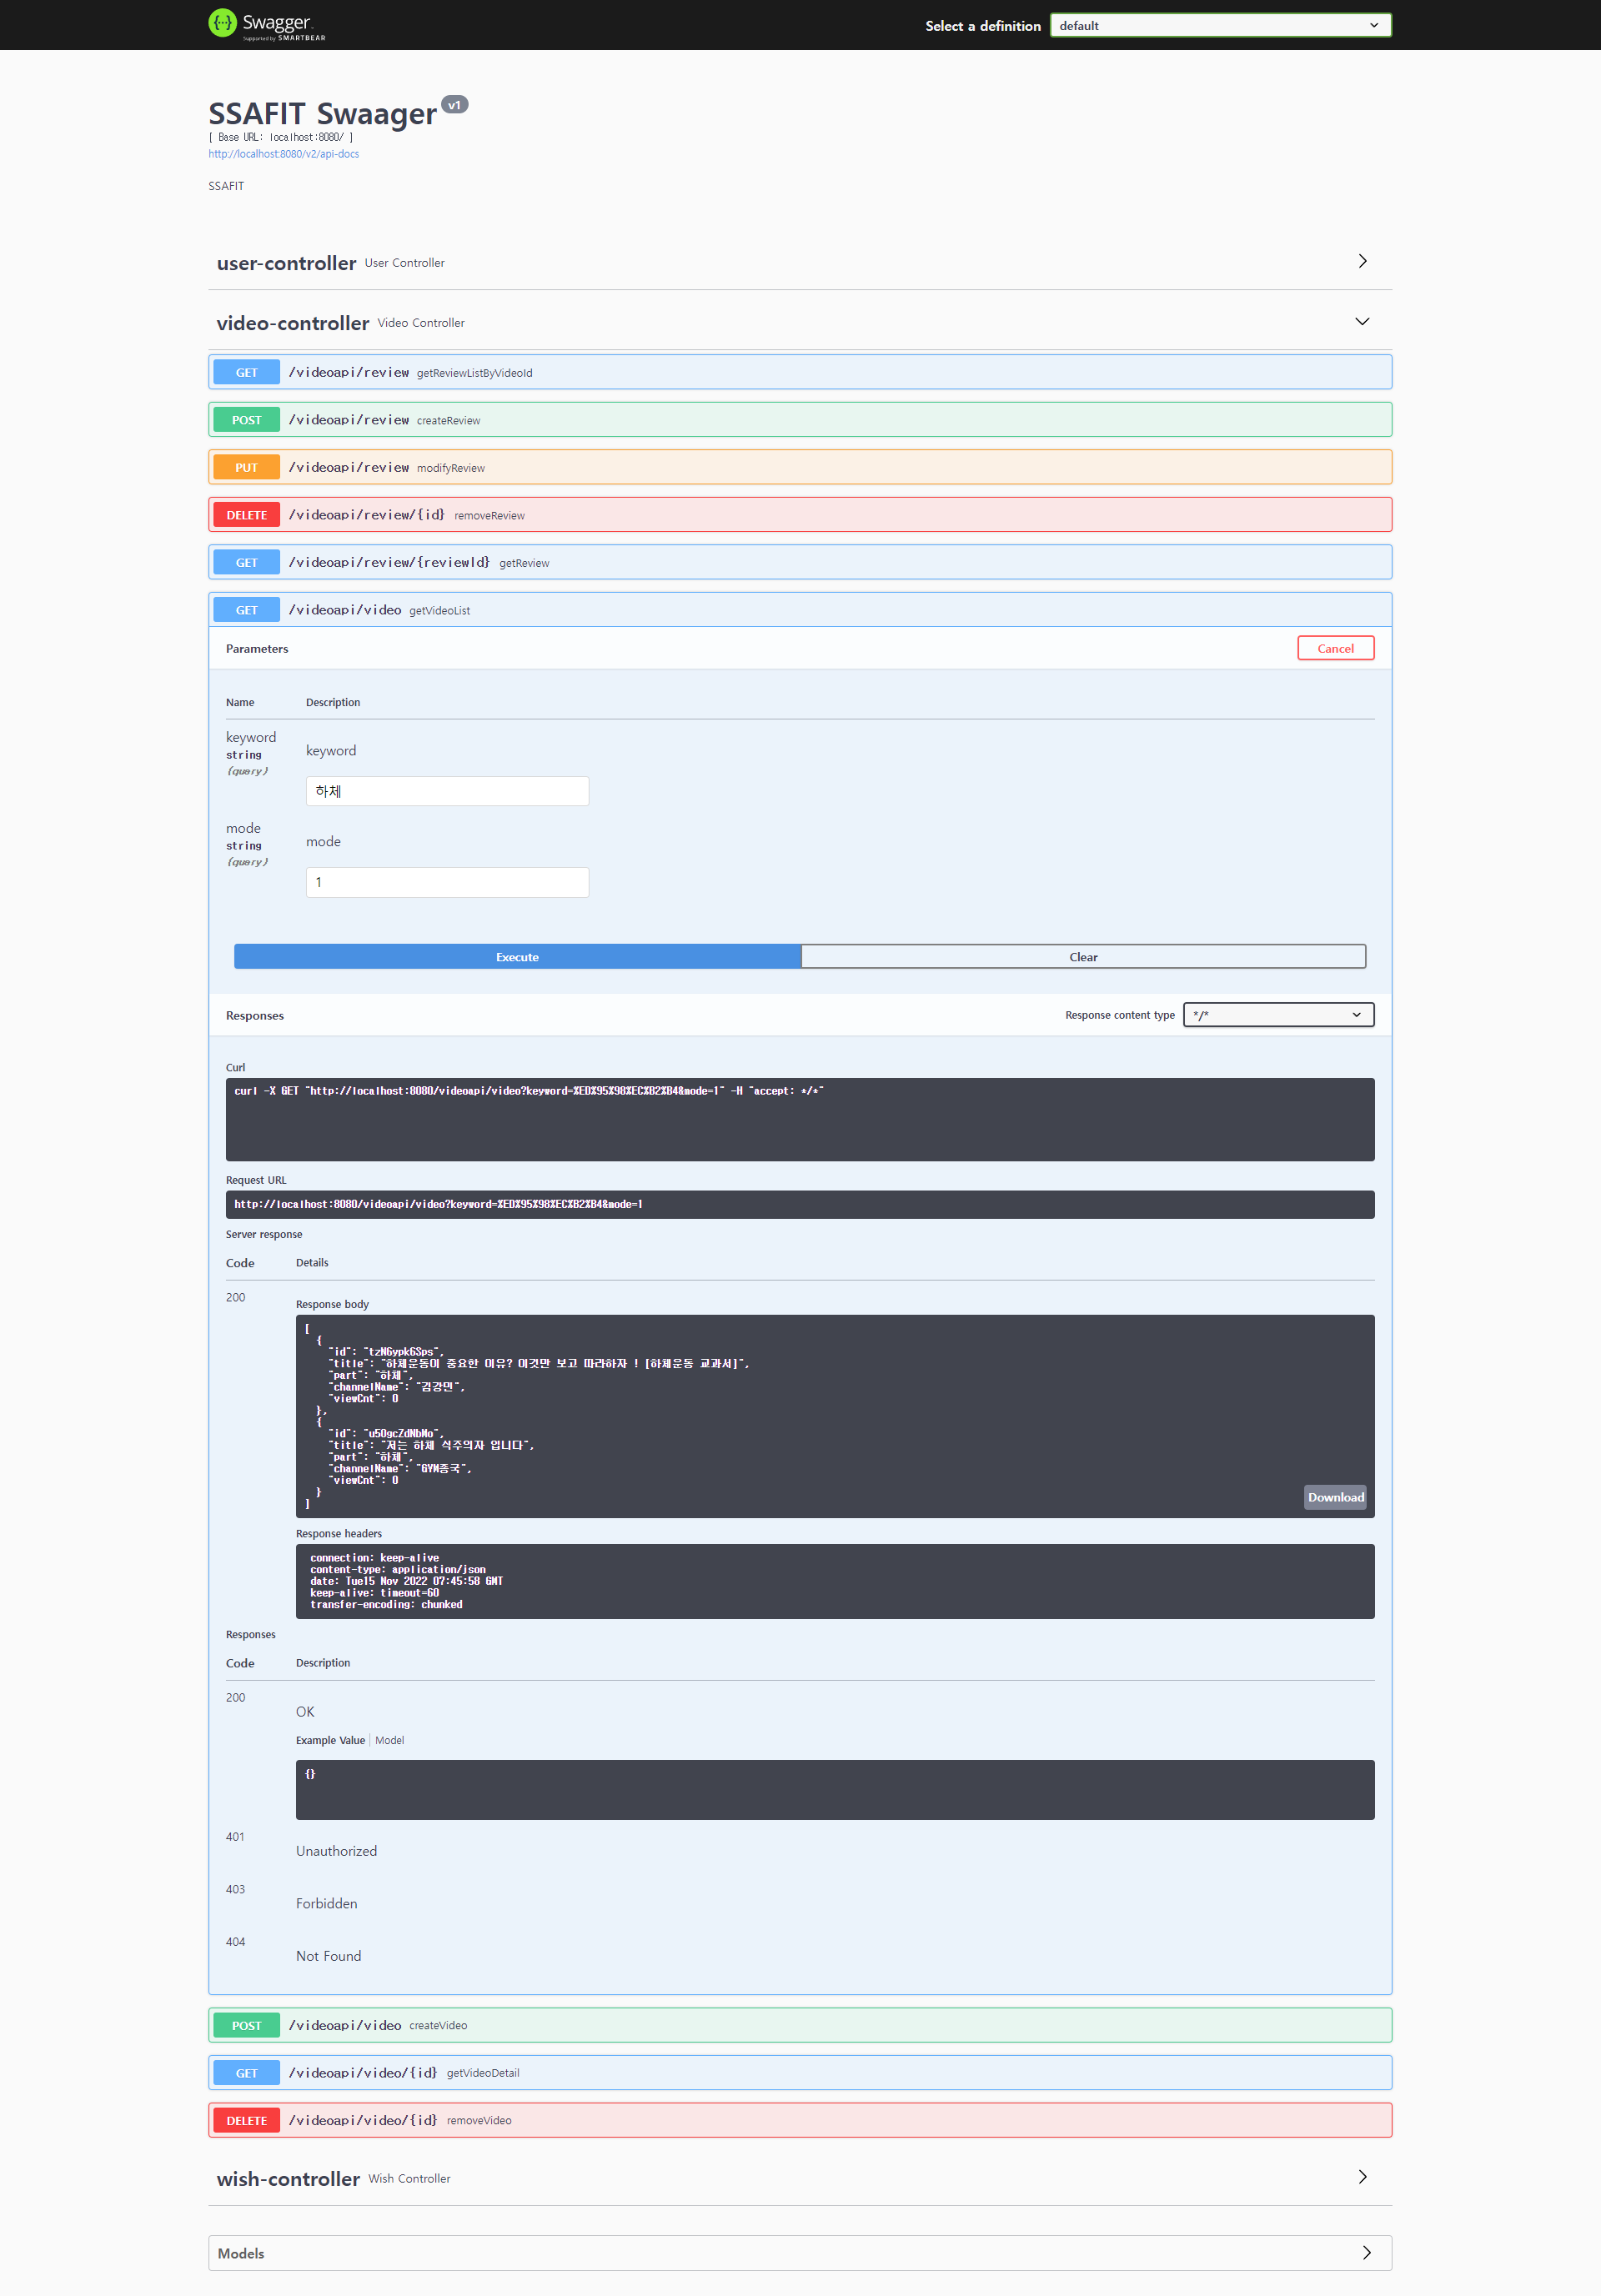 Swagger.
Supported by SMARTBEAR
Select a definition
default
SSAFIT Swaager v1
[ Base URL: localhost:8080/ ]
http://localhost:8080/v2/api-docs
SSAFIT
user-controller User Controller
video-controller Video Controller
GET /videoapi/review getReviewListByVideoId
POST /videoapi/review createReview
PUT /videoapi/review modifyReview
DELETE /videoapi/review/{id} removeReview
GET /videoapi/review/{reviewId} getReview
GET /videoapi/video getVideoList
Parameters
Cancel
Name Description
keyword
string
(query)
keyword
하체
mode
string
(query)
mode
1
Execute
Clear
Responses
Response content type
*/*
Curl
curl -X GET "http://localhost:8080/videoapi/video?keyword=%ED%95%98%EC%B2%B4&mode=1" -H "accept: */*"
Request URL
http://localhost:8080/videoapi/video?keyword=%ED%95%98%EC%B2%B4&mode=1
Server response
Code Details
200
Response body
[
{
"id": "tzN6ypk6Sps",
"title": "하체운동이 중요한 이유? 이것만 보고 따라하자 ! [하체운동 교과서]",
"part": "하체",
"channelName": "김강민",
"viewCnt": 0
},
{
"id": "u5OgcZdNbMo",
"title": "저는 하체 식주의자 입니다",
"part": "하체",
"channelName": "GYM종국",
"viewCnt": 0
}
]
Download
Response headers
connection: keep-alive
content-type: application/json
date: Tue15 Nov 2022 07:45:58 GMT
keep-alive: timeout=60
transfer-encoding: chunked
Responses
Code Description
200
OK
Example Value Model
{}
401
Unauthorized
403
Forbidden
404
Not Found
POST /videoapi/video createVideo
GET /videoapi/video/{id} getVideoDetail
DELETE /videoapi/video/{id} removeVideo
wish-controller Wish Controller
Models